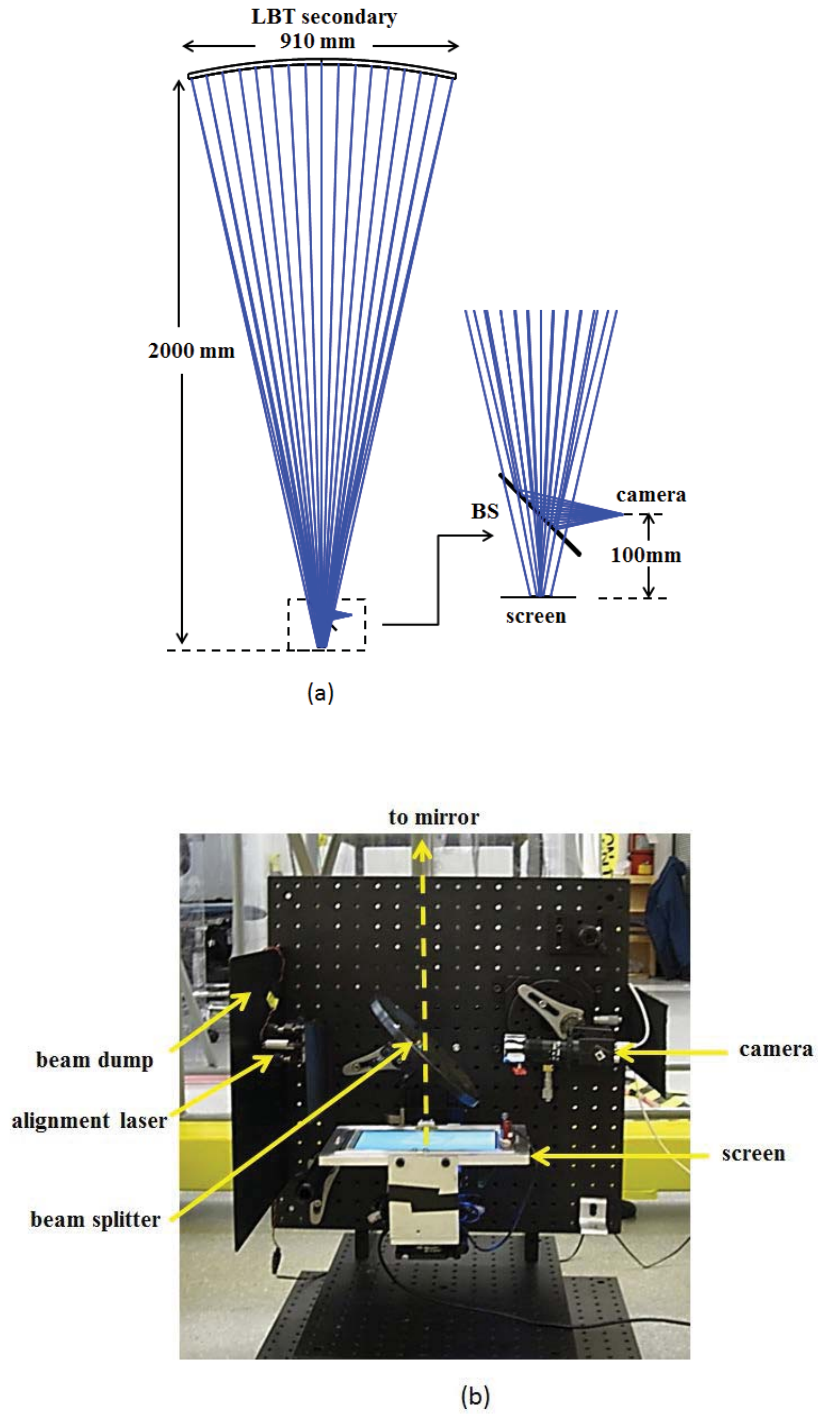 LBT secondary
910 mm
2000 mm
BS
camera
100mm
screen
(a)
to mirror
beam dump
camera
alignment laser
screen
beam splitter
(b)